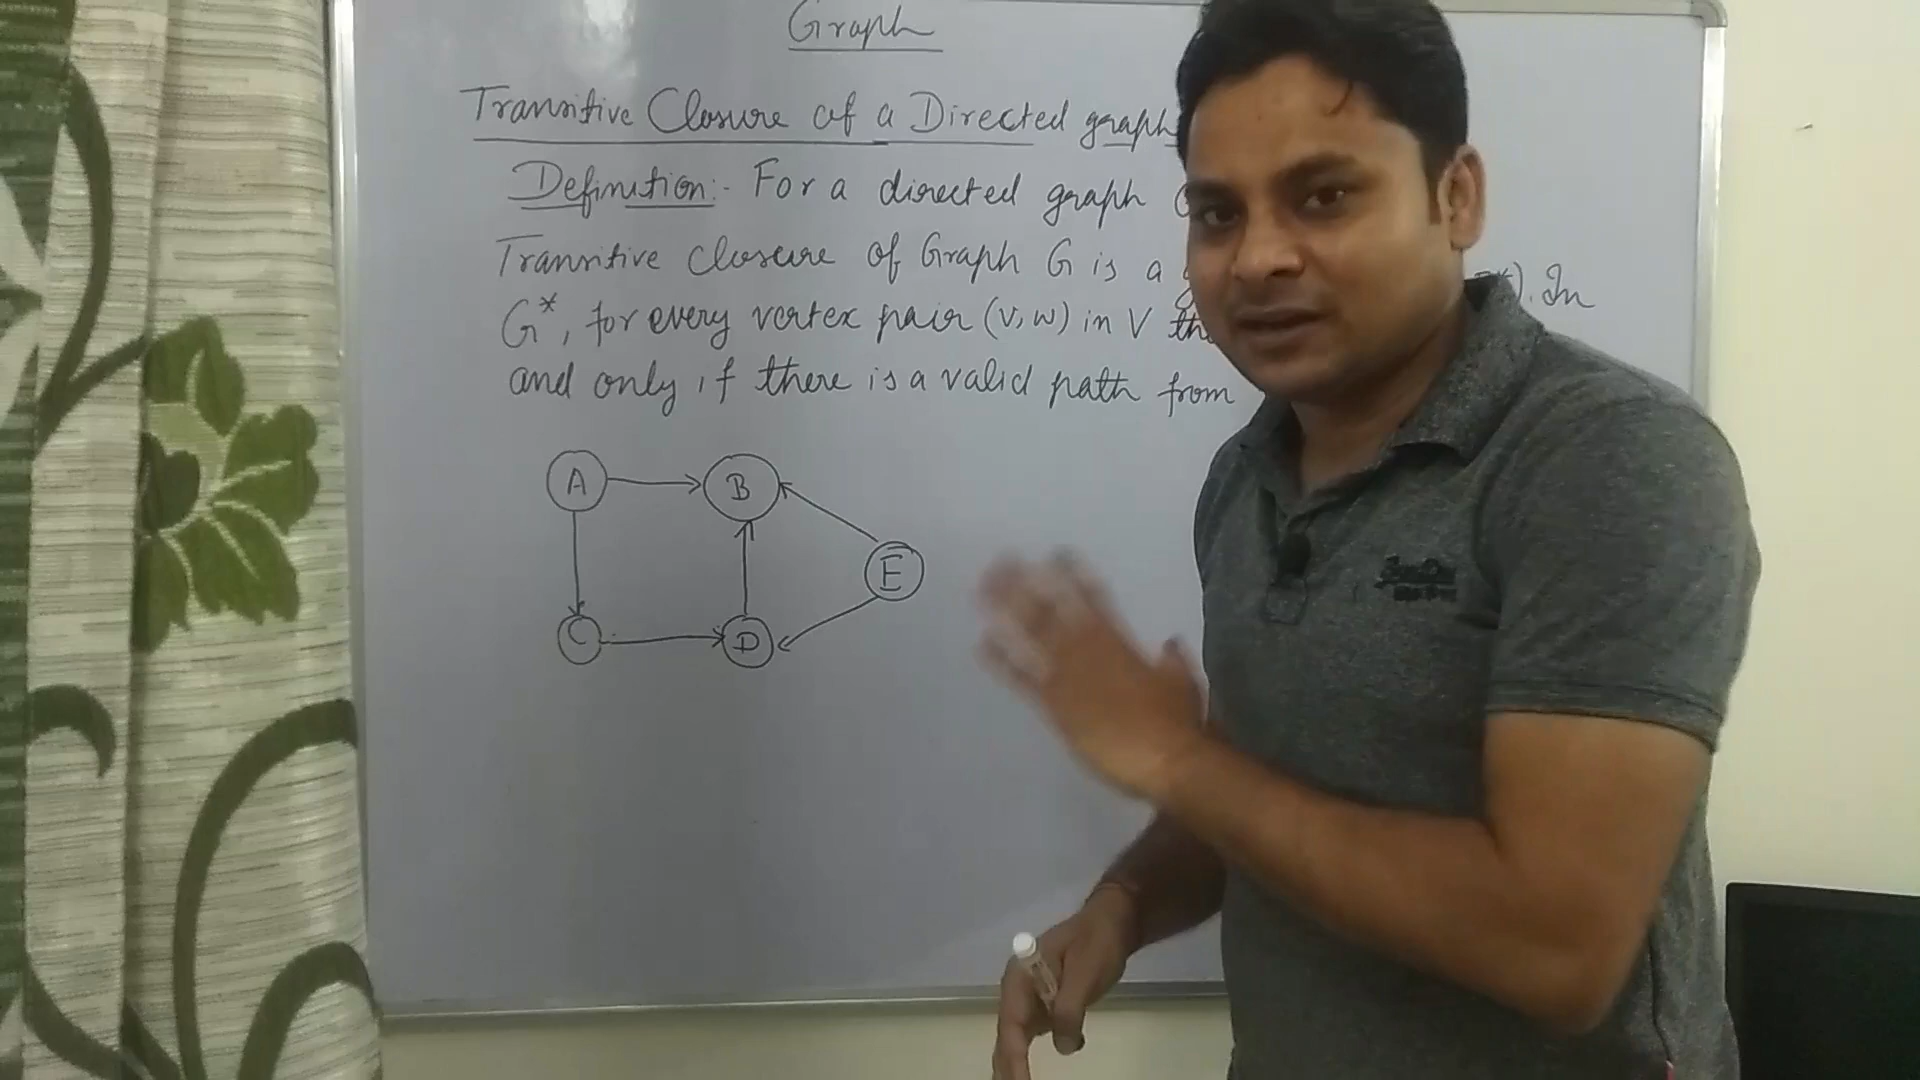 Graph
Transitive Closure of a Directed graph
Definition:- For a directed graph
Transitive closure of Graph G is a In
G*, for every vertex pair (v, w) in V
and only if there is a valid path from
A B
E
C D